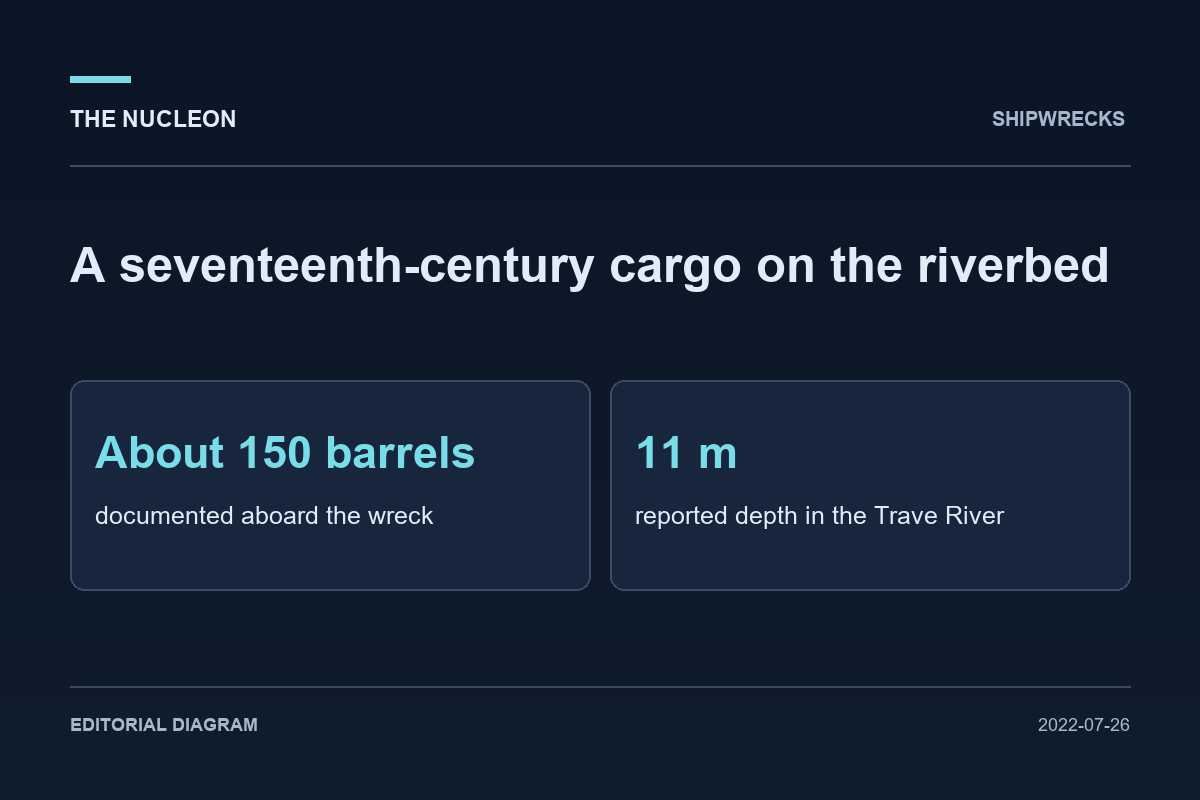 THE NUCLEON
SHIPWRECKS
A seventeenth-century cargo on the riverbed
About 150 barrels
documented aboard the wreck
11 m
reported depth in the Trave River
EDITORIAL DIAGRAM
2022-07-26